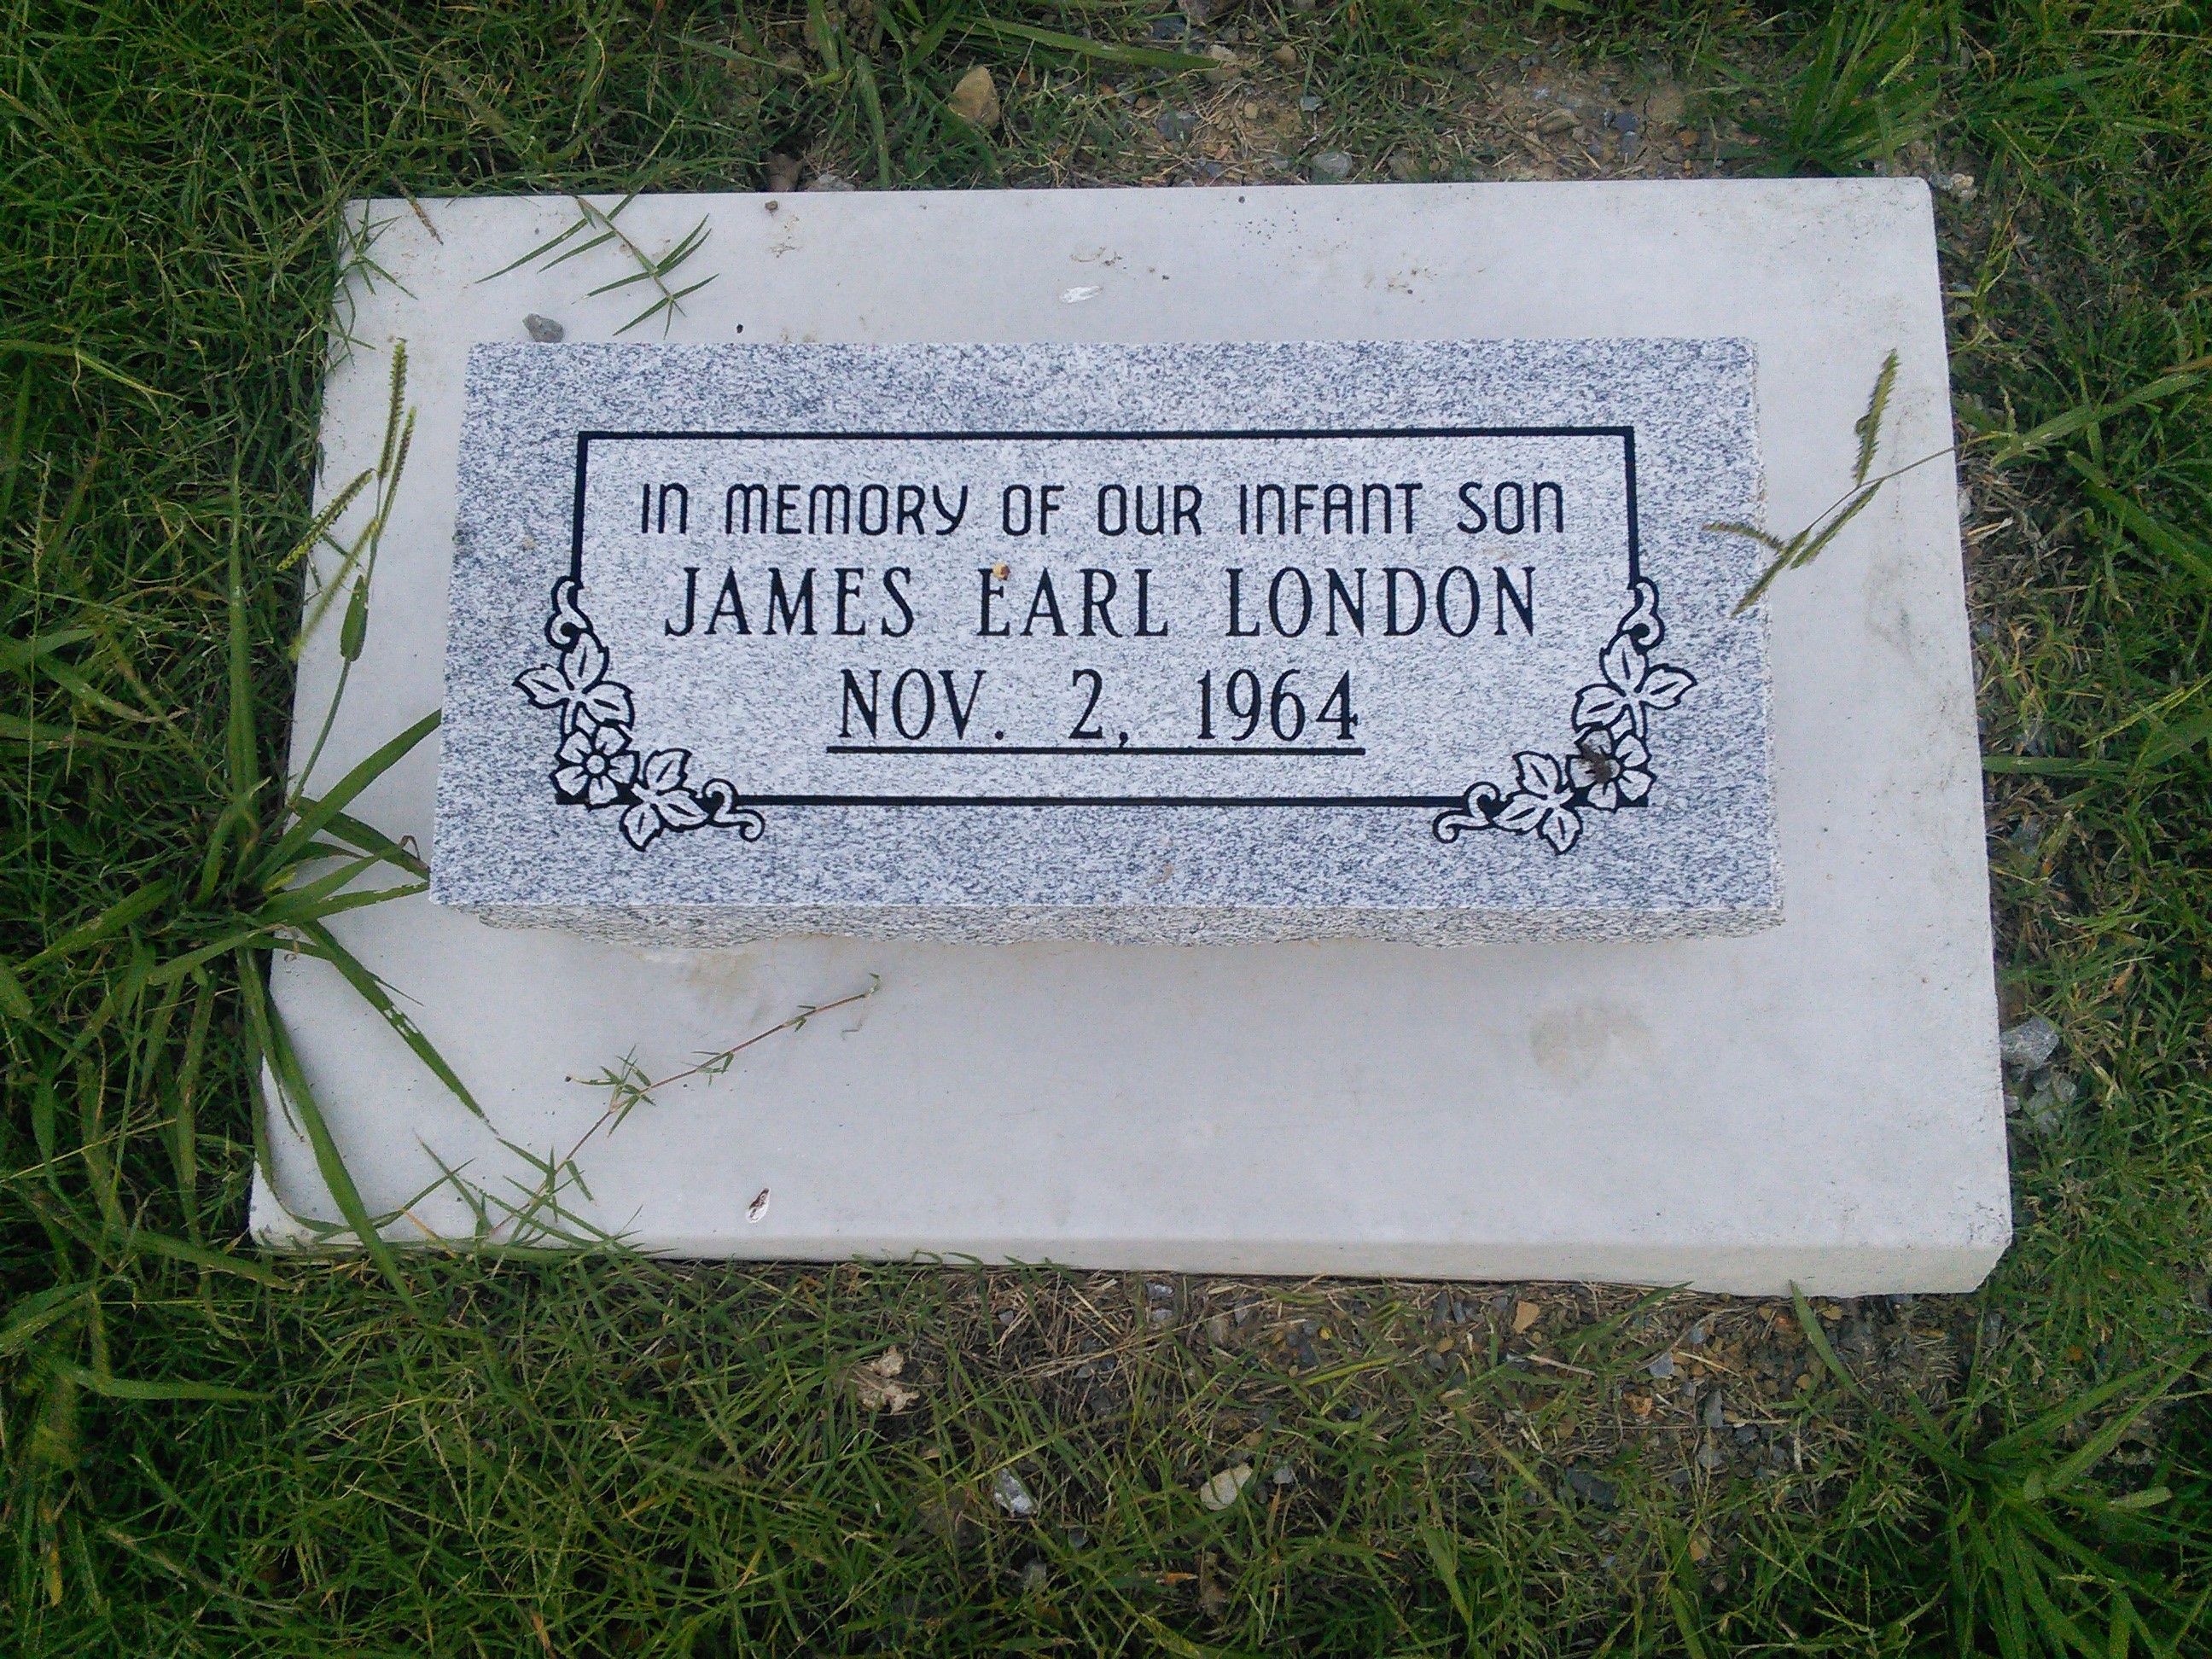 IN MEMORY OF OUR INFANT SON
JAMES EARL LONDON
NOV. 2, 1964